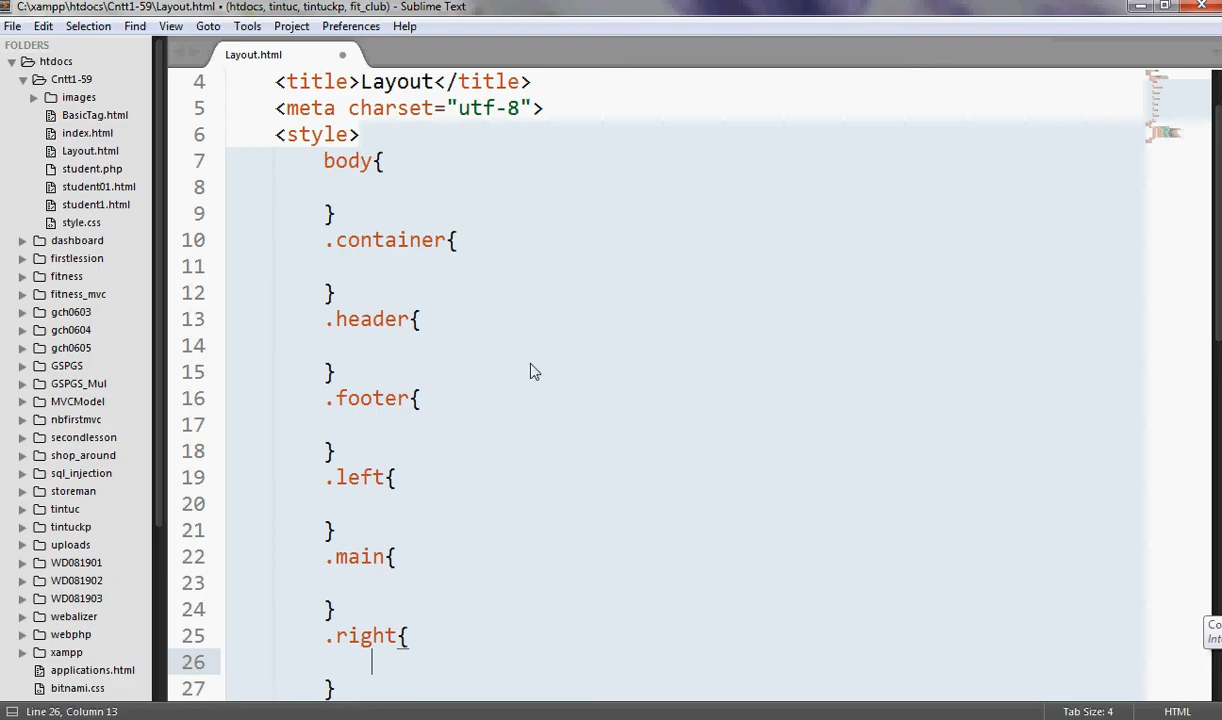 C:\xampp\htdocs\Cntt1-59\Layout.html • (htdocs, tintuc, tintuckp, fit_club) - Sublime Text
File Edit Selection Find View Goto Tools Project Preferences Help
FOLDERS
htdocs
Cntt1-59
images
BasicTag.html
index.html
Layout.html
student.php
student01.html
student1.html
style.css
dashboard
firstlession
fitness
fitness_mvc
gch0603
gch0604
gch0605
GSPGS
GSPGS_Mul
MVCModel
nbfirstmvc
secondlesson
shop_around
sql_injection
storeman
tintuc
tintuckp
uploads
WD081901
WD081902
WD081903
webalizer
webphp
xampp
applications.html
bitnami.css
Layout.html
4 <title>Layout</title>
5 <meta charset="utf-8">
6 <style>
7 body{
8
9 }
10 .container{
11
12 }
13 .header{
14
15 }
16 .footer{
17
18 }
19 .left{
20
21 }
22 .main{
23
24 }
25 .right{
26
27 }
Co
Int
Line 26, Column 13
Tab Size: 4
HTML